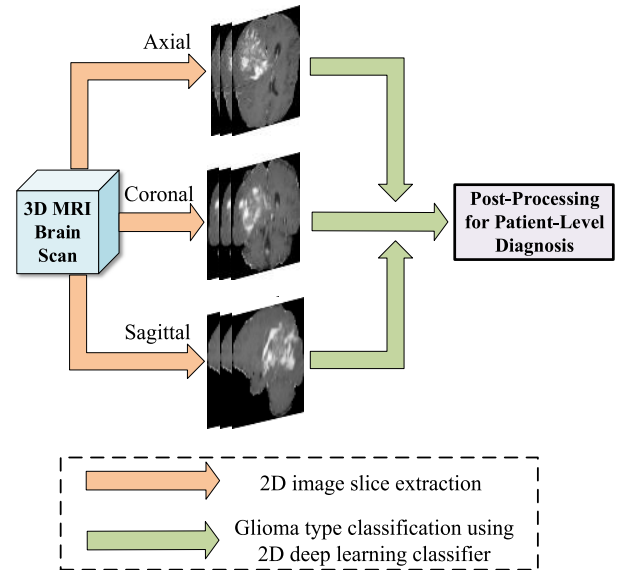 Axial
3D MRI
Brain
Scan
Coronal
Sagittal
Post-Processing
for Patient-Level
Diagnosis
2D image slice extraction
Glioma type classification using
2D deep learning classifier